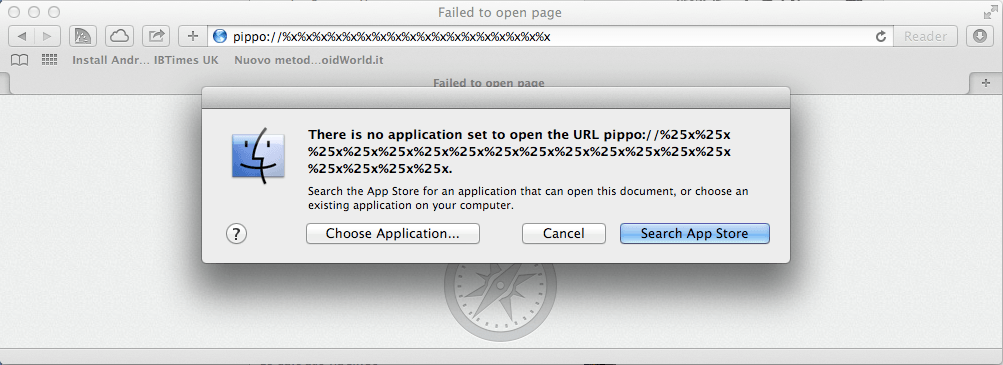 Failed to open page
pippo://%x%x%x%x%x%x%x%x%x%x%x%x%x%x%x%x%x%x
Reader
Install Andr... IBTimes UK
Nuovo metod...oidWorld.it
Failed to open page
There is no application set to open the URL pippo://%25x%25x
%25x%25x%25x%25x%25x%25x%25x%25x%25x%25x%25x%25x
%25x%25x%25x%25x.
Search the App Store for an application that can open this document, or choose an
existing application on your computer.
?
Choose Application...
Cancel
Search App Store